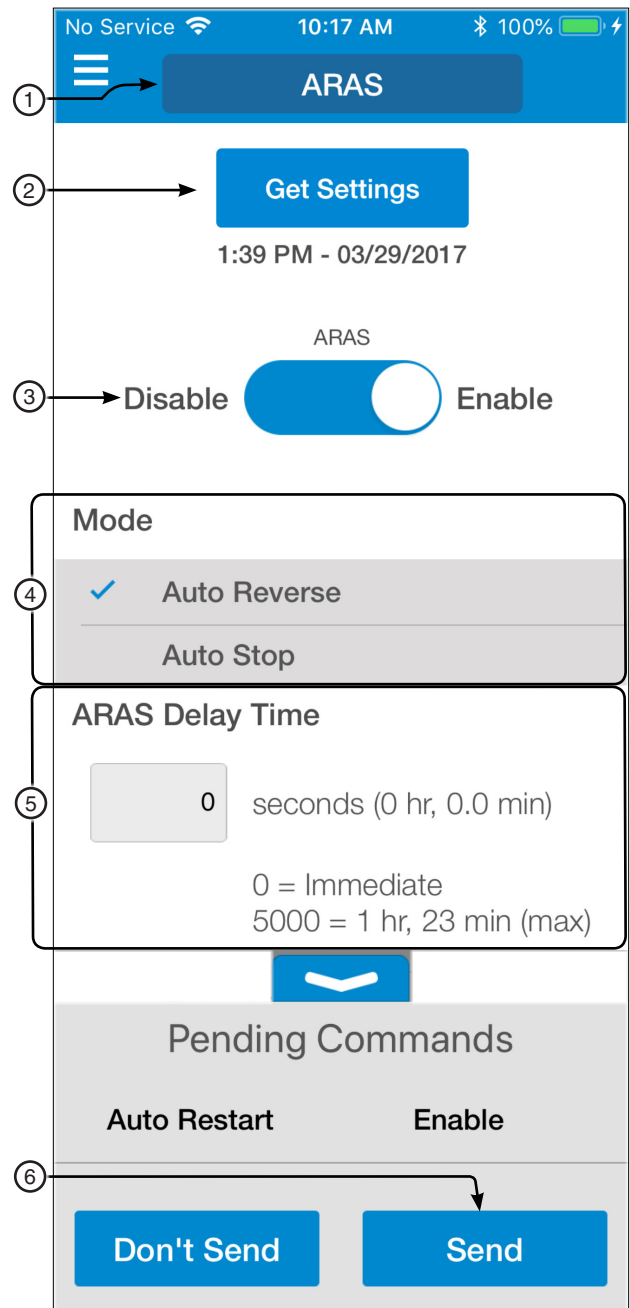 No Service 10:17 AM 100%
1 ARAS
2 Get Settings
1:39 PM - 03/29/2017
ARAS
3 Disable Enable
Mode
4 Auto Reverse
Auto Stop
ARAS Delay Time
5 0 seconds (0 hr, 0.0 min)
0 = Immediate
5000 = 1 hr, 23 min (max)
Pending Commands
Auto Restart Enable
6
Don't Send Send